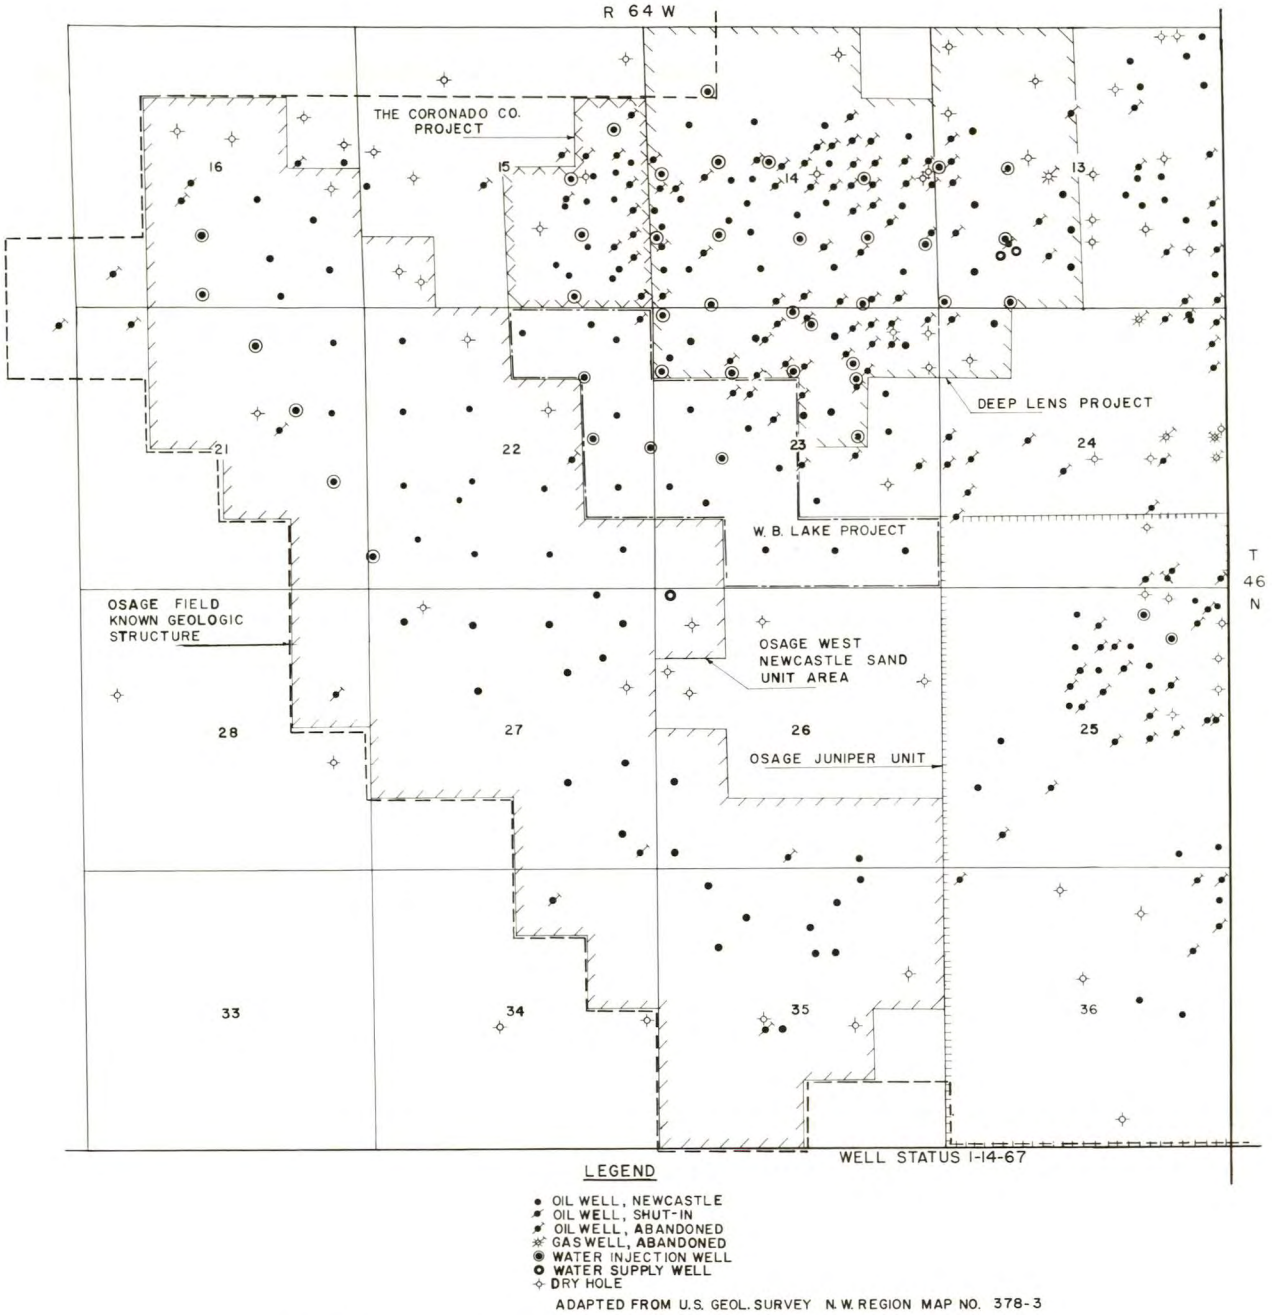 R 64 W
THE CORONADO CO.
PROJECT
16
15
14
13
DEEP LENS PROJECT
21
22
23
24
W. B. LAKE PROJECT
T
46
N
OSAGE FIELD
KNOWN GEOLOGIC
STRUCTURE
OSAGE WEST
NEWCASTLE SAND
UNIT AREA
28
27
26
25
OSAGE JUNIPER UNIT
33
34
35
36
WELL STATUS 1-14-67
LEGEND
OIL WELL, NEWCASTLE
OIL WELL, SHUT-IN
OIL WELL, ABANDONED
GAS WELL, ABANDONED
WATER INJECTION WELL
WATER SUPPLY WELL
DRY HOLE
ADAPTED FROM U.S. GEOL. SURVEY N.W. REGION MAP NO. 378-3